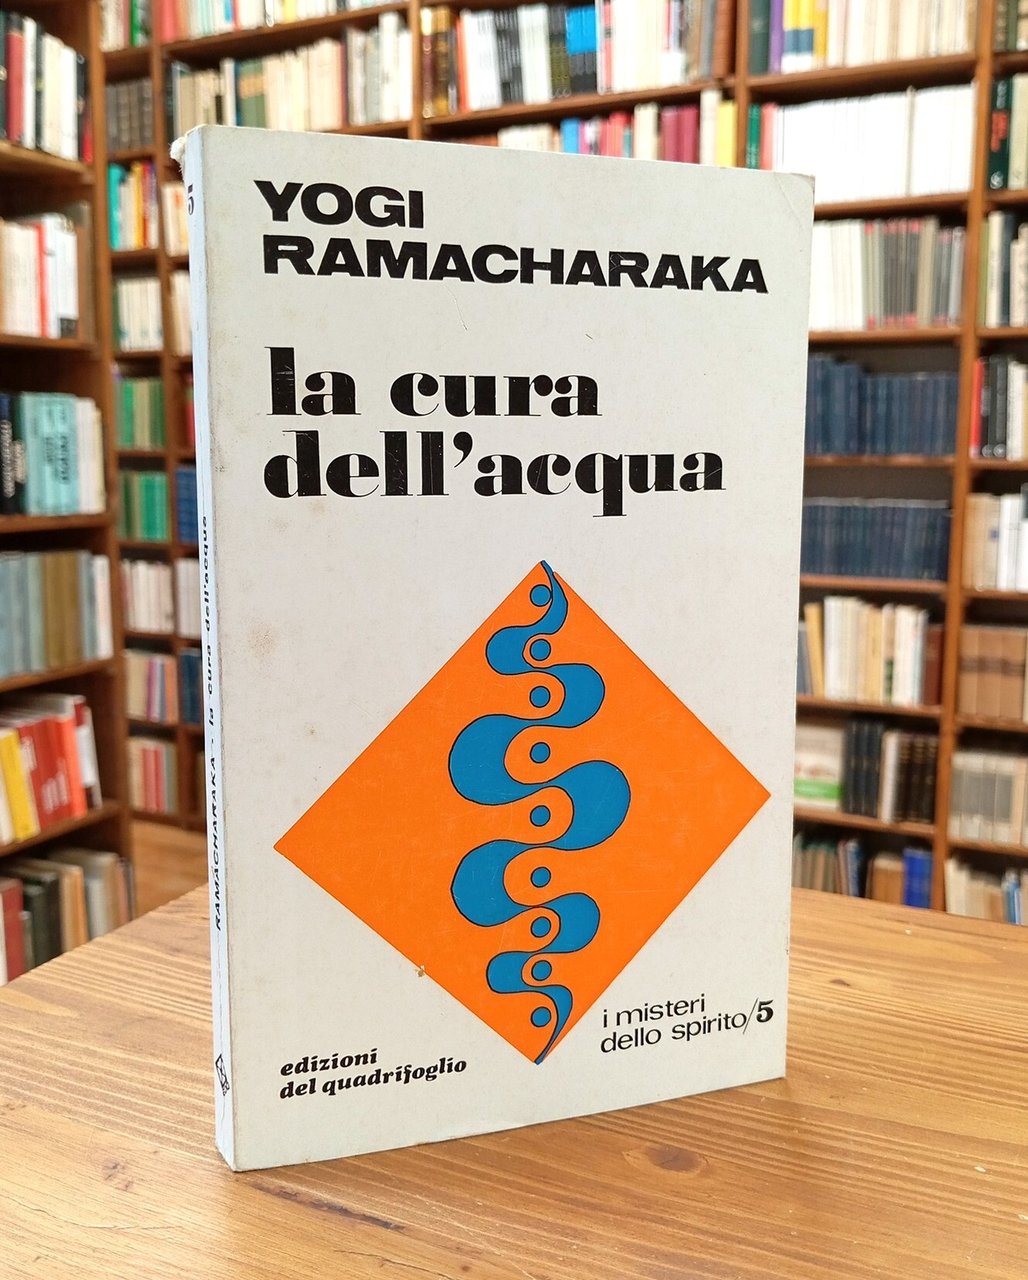 YOGI
RAMACHARAKA
la cura
dell'acqua
i misteri
dello spirito/5
edizioni
del quadrifoglio
5
RAMACHARAKA - la cura dell'acqua